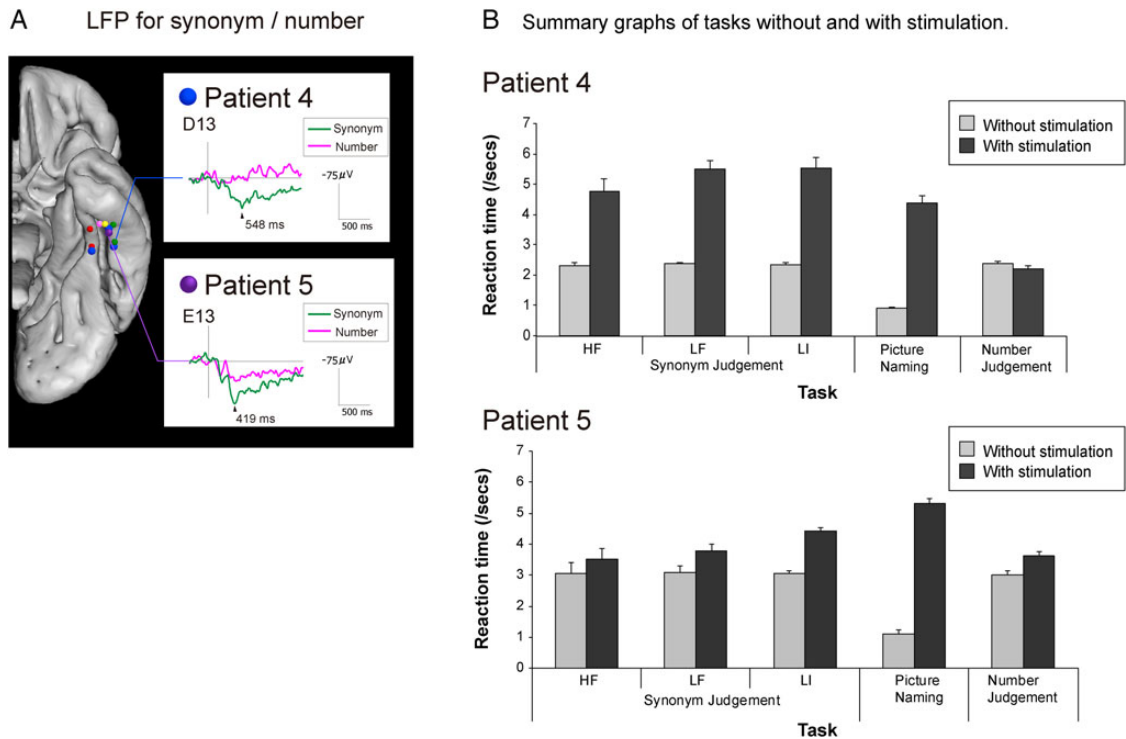 A
LFP for synonym / number
Patient 4
D13
Synonym
Number
-75μV
500 ms
548 ms
Patient 5
E13
Synonym
Number
-75μV
500 ms
419 ms
B
Summary graphs of tasks without and with stimulation.
Patient 4
Without stimulation
With stimulation
Reaction time (/secs)
7
6
5
4
3
2
1
0
HF
LF
LI
Picture
Naming
Number
Judgement
Synonym Judgement
Task
Patient 5
Without stimulation
With stimulation
Reaction time (/secs)
7
6
5
4
3
2
1
0
HF
LF
LI
Picture
Naming
Number
Judgement
Synonym Judgement
Task